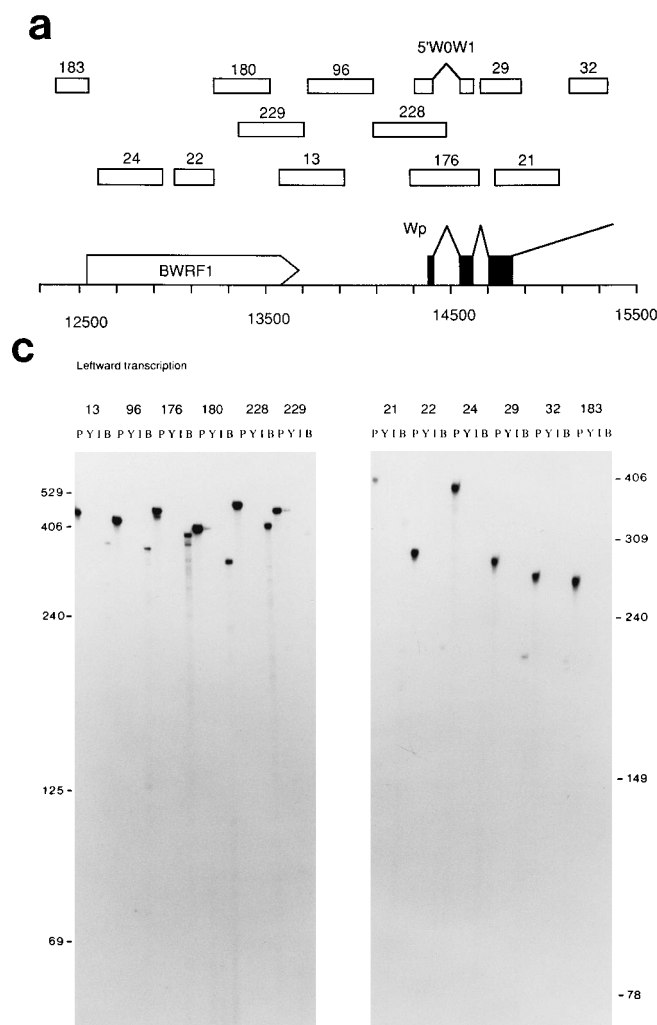 a
5'W0W1
183 180 96 29 32
229 228
24 22 13 176 21
Wp
BWRF1
12500 13500 14500 15500
c
Leftward transcription
13 96 176 180 228 229
P Y I B P Y I B P Y I B P Y I B P Y I B P Y I B
529
406
240
125
69
21 22 24 29 32 183
P Y I B P Y I B P Y I B P Y I B P Y I B P Y I B
406
309
240
149
78